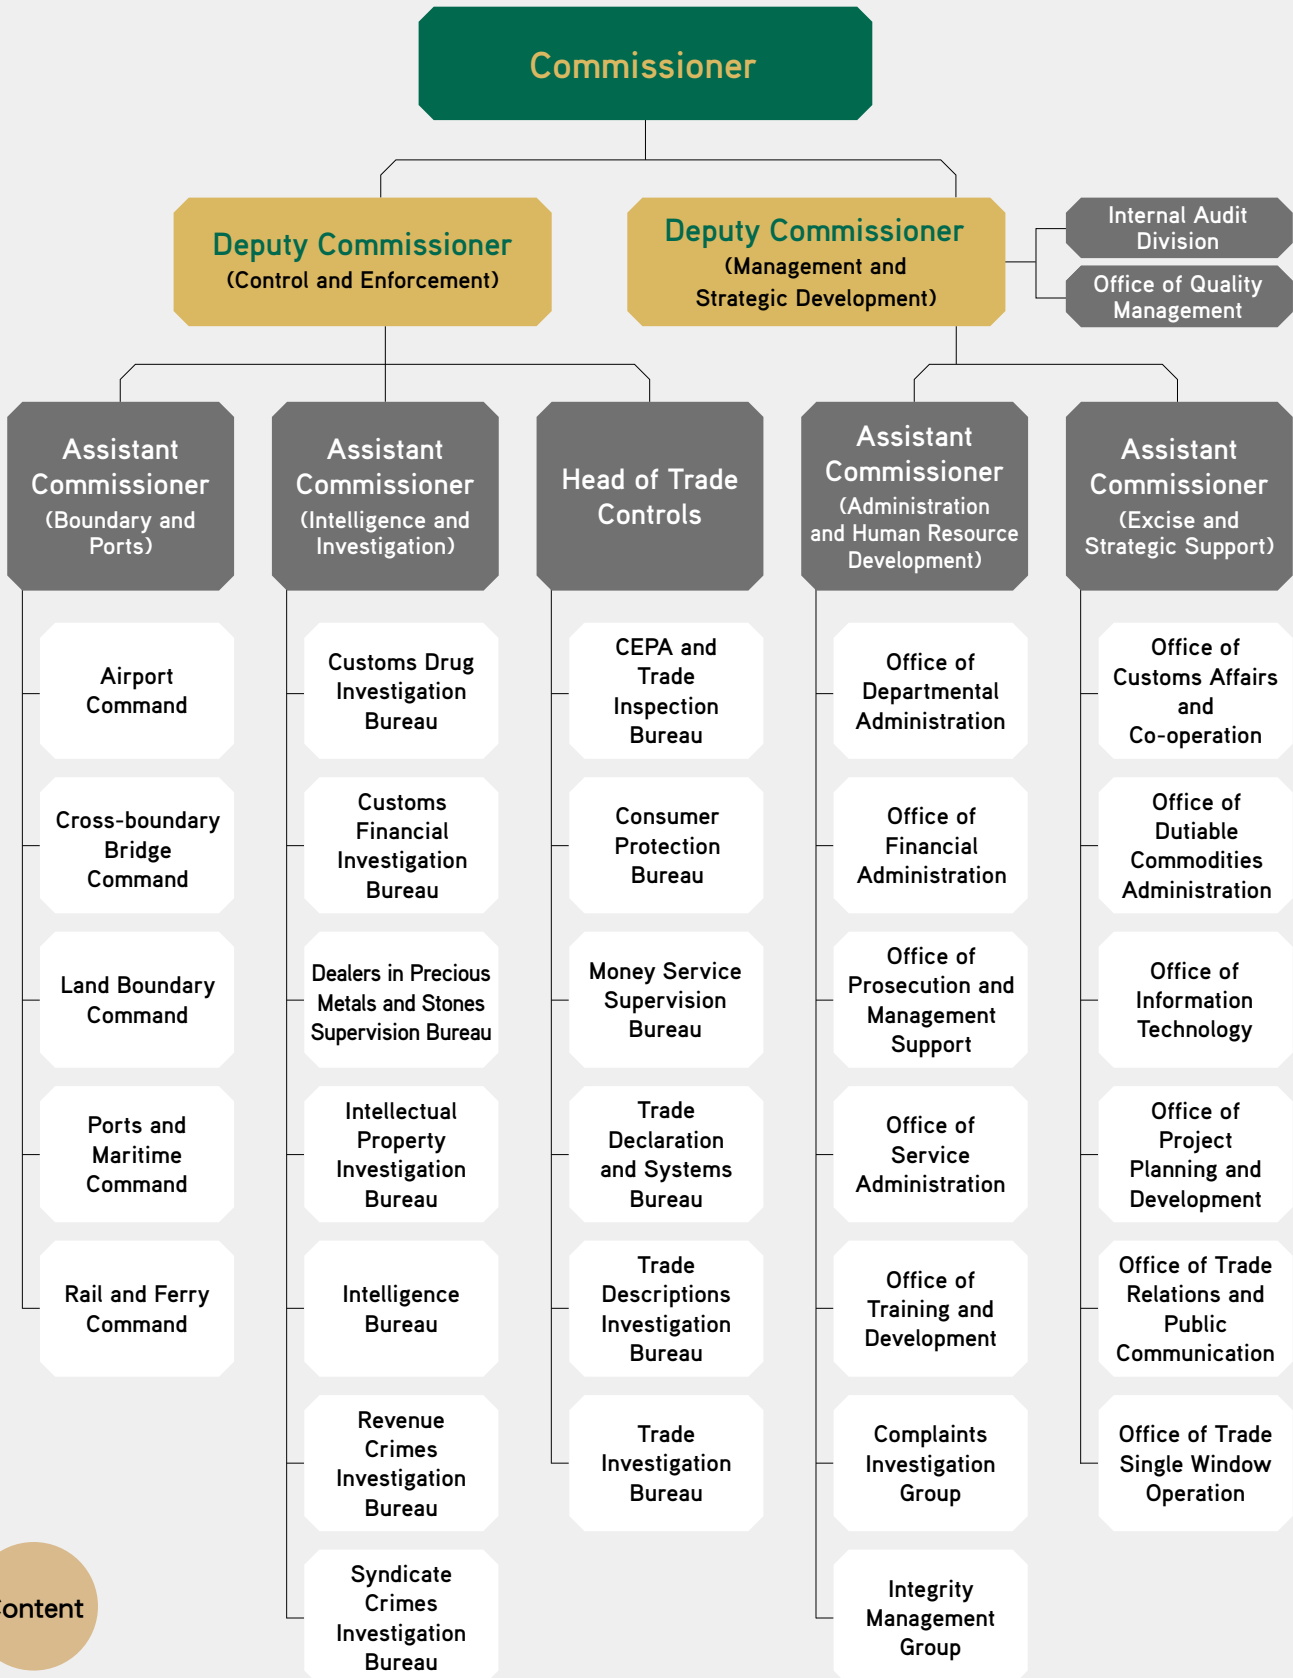 Commissioner
Deputy Commissioner
(Control and Enforcement)
Deputy Commissioner
(Management and
Strategic Development)
Internal Audit
Division
Office of Quality
Management
Assistant
Commissioner
(Boundary and
Ports)
Assistant
Commissioner
(Intelligence and
Investigation)
Head of Trade
Controls
Assistant
Commissioner
(Administration
and Human Resource
Development)
Assistant
Commissioner
(Excise and
Strategic Support)
Airport
Command
Cross-boundary
Bridge
Command
Land Boundary
Command
Ports and
Maritime
Command
Rail and Ferry
Command
Customs Drug
Investigation
Bureau
Customs
Financial
Investigation
Bureau
Dealers in Precious
Metals and Stones
Supervision Bureau
Intellectual
Property
Investigation
Bureau
Intelligence
Bureau
Revenue
Crimes
Investigation
Bureau
Syndicate
Crimes
Investigation
Bureau
CEPA and
Trade
Inspection
Bureau
Consumer
Protection
Bureau
Money Service
Supervision
Bureau
Trade
Declaration
and Systems
Bureau
Trade
Descriptions
Investigation
Bureau
Trade
Investigation
Bureau
Office of
Departmental
Administration
Office of
Financial
Administration
Office of
Prosecution and
Management
Support
Office of
Service
Administration
Office of
Training and
Development
Complaints
Investigation
Group
Integrity
Management
Group
Office of
Customs Affairs
and
Co-operation
Office of
Dutiable
Commodities
Administration
Office of
Information
Technology
Office of
Project
Planning and
Development
Office of Trade
Relations and
Public
Communication
Office of Trade
Single Window
Operation
ontent